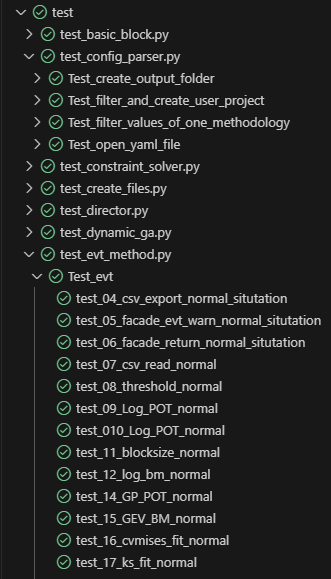 test
test_basic_block.py
test_config_parser.py
Test_create_output_folder
Test_filter_and_create_user_project
Test_filter_values_of_one_methodology
Test_open_yaml_file
test_constraint_solver.py
test_create_files.py
test_director.py
test_dynamic_ga.py
test_evt_method.py
Test_evt
test_04_csv_export_normal_situtation
test_05_facade_evt_warn_normal_situtation
test_06_facade_return_normal_situtation
test_07_csv_read_normal
test_08_threshold_normal
test_09_Log_POT_normal
test_010_Log_POT_normal
test_11_blocksize_normal
test_12_log_bm_normal
test_14_GP_POT_normal
test_15_GEV_BM_normal
test_16_cvmises_fit_normal
test_17_ks_fit_normal